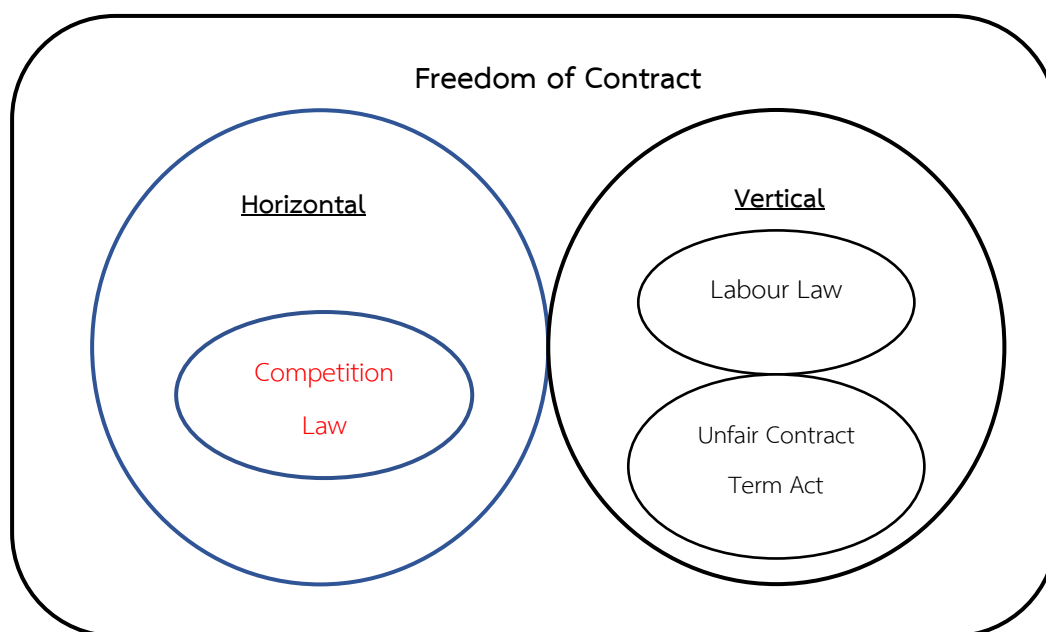 Freedom of Contract
Horizontal
Competition
Law
Vertical
Labour Law
Unfair Contract
Term Act